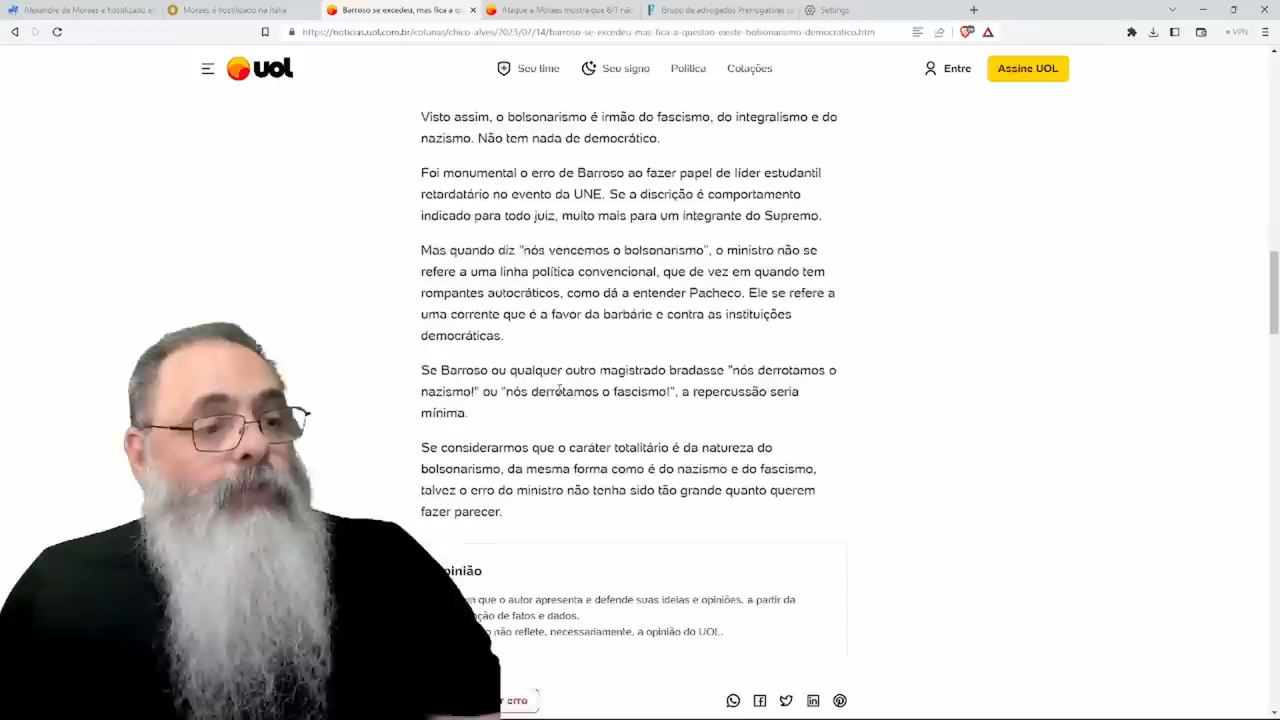 Alexandre de Moraes é hostilizado er
Moraes é hostilizado na Itália
Barroso se excedeu, mas fica a qu
Ataque a Moraes mostra que 8/1 não
Grupo de advogados Prerrogativas sa
Settings
https://noticias.uol.com.br/colunas/chico-alves/2023/07/14/barroso-se-excedeu-mas-fica-a-questao-existe-bolsonarismo-democratico.htm
VPN
UOL
Seu time
Seu signo
Política
Cotações
Entre
Assine UOL
Visto assim, o bolsonarismo é irmão do fascismo, do integralismo e do
nazismo. Não tem nada de democrático.
Foi monumental o erro de Barroso ao fazer papel de líder estudantil
retardatário no evento da UNE. Se a discrição é comportamento
indicado para todo juiz, muito mais para um integrante do Supremo.
Mas quando diz "nós vencemos o bolsonarismo", o ministro não se
refere a uma linha política convencional, que de vez em quando tem
rompantes autocráticos, como dá a entender Pacheco. Ele se refere a
uma corrente que é a favor da barbárie e contra as instituições
democráticas.
Se Barroso ou qualquer outro magistrado bradasse "nós derrotamos o
nazismo!" ou "nós derrotamos o fascismo!", a repercussão seria
mínima.
Se considerarmos que o caráter totalitário é da natureza do
bolsonarismo, da mesma forma como é do nazismo e do fascismo,
talvez o erro do ministro não tenha sido tão grande quanto querem
fazer parecer.
pinião
que o autor apresenta e defende suas ideias e opiniões, a partir da
ção de fatos e dados.
não reflete, necessariamente, a opinião do UOL.
erro